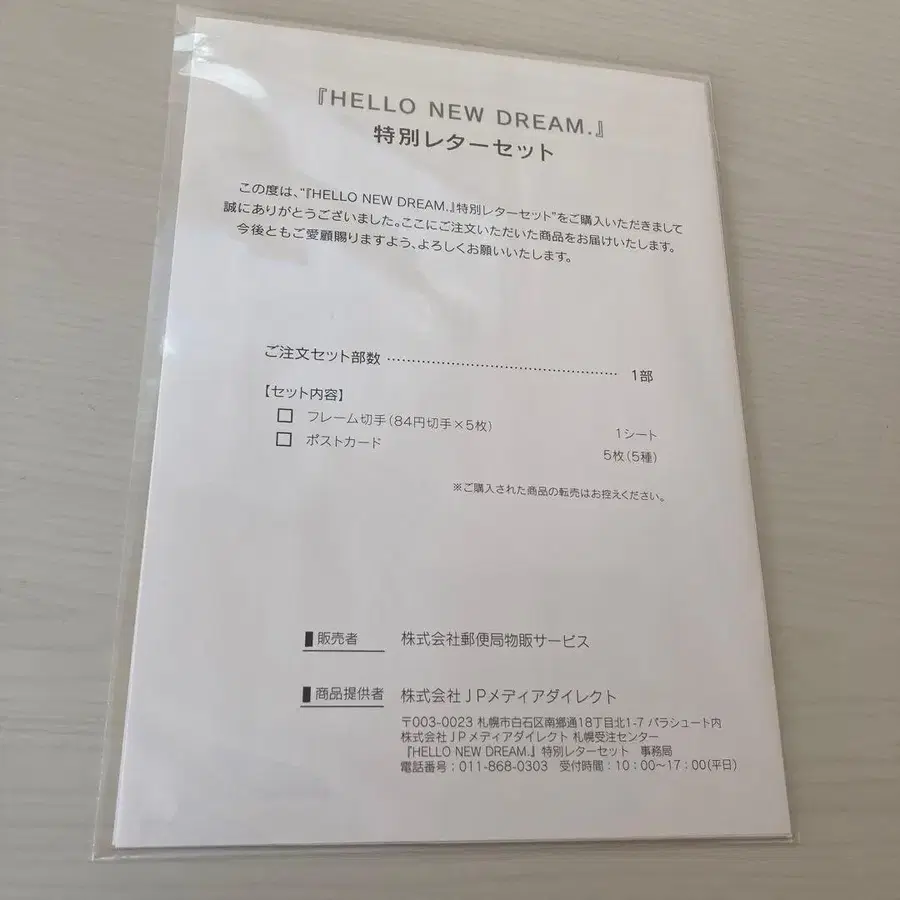 『HELLO NEW DREAM.』
特別レターセット
この度は、“『HELLO NEW DREAM.』特別レターセット”をご購入いただきまして
誠にありがとうございました。ここにご注文いただいた商品をお届けいたします。
今後ともご愛顧賜りますよう、よろしくお願いいたします。
ご注文セット部数 …………………………………………… 1部
【セット内容】
□ フレーム切手(84円切手×5枚) 1シート
□ ポストカード 5枚(5種)
※ご購入された商品の転売はお控えください。
販売者 株式会社郵便局物販サービス
商品提供者 株式会社JPメディアダイレクト
〒003-0023 札幌市白石区南郷通18丁目北1-7 パラシュート内
株式会社JPメディアダイレクト 札幌受注センター
『HELLO NEW DREAM.』特別レターセット 事務局
電話番号:011-868-0303 受付時間:10:00〜17:00(平日)